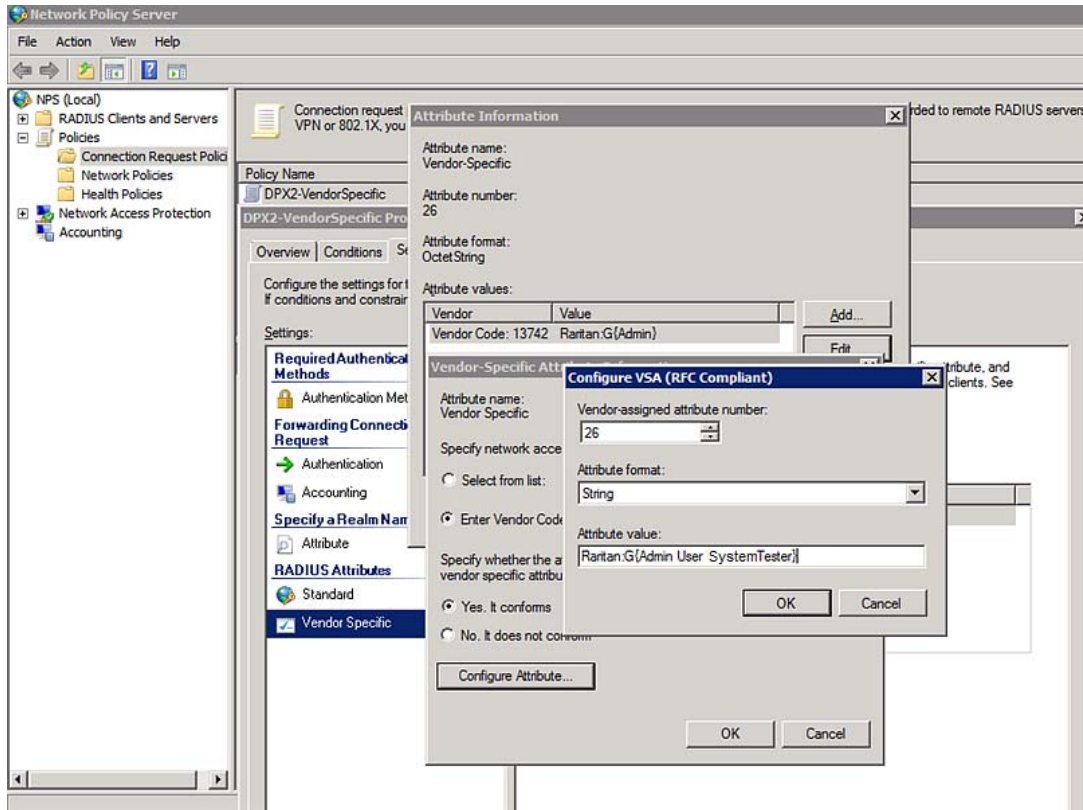 Network Policy Server
File Action View Help
NPS (Local)
RADIUS Clients and Servers
Policies
Connection Request Polici
Network Policies
Health Policies
Network Access Protection
Accounting
Connection request
VPN or 802.1X, you
rded to remote RADIUS servers
Policy Name
DPX2-VendorSpecific
DPX2-VendorSpecific Pro
Overview Conditions Se
Configure the settings for t
If conditions and constrair
Settings:
Required Authenticat
Methods
Authentication Met
Forwarding Connecti
Request
Authentication
Accounting
Specify a Realm Nam
Attribute
RADIUS Attributes
Standard
Vendor Specific
Attribute Information
Attribute name:
Vendor-Specific
Attribute number:
26
Attribute format:
OctetString
Attribute values:
Vendor Value
Vendor Code: 13742 Raritan:G{Admin}
Add...
Edit
attribute, and
clients. See
Vendor-Specific Att
Attribute name:
Vendor Specific
Specify network acce
Select from list:
Enter Vendor Code
Specify whether the a
vendor specific attribu
Yes. It conforms
No. It does not conform
Configure Attribute...
OK Cancel
Configure VSA (RFC Compliant)
Vendor-assigned attribute number:
26
Attribute format:
String
Attribute value:
Raritan:G{Admin User SystemTester}
OK Cancel